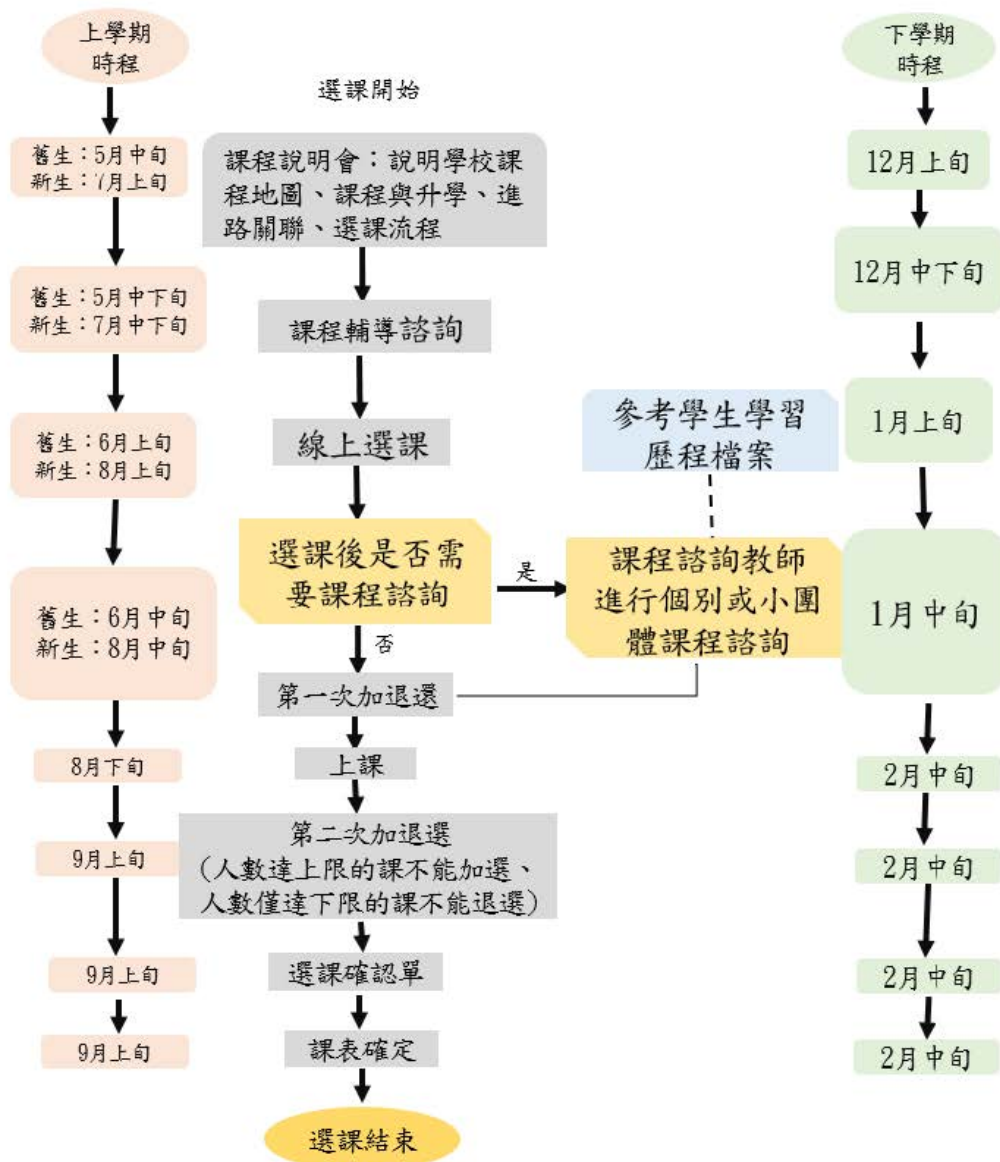 上學期
時程
舊生：5月中旬
新生：7月上旬
舊生：5月中下旬
新生：7月中下旬
舊生：6月上旬
新生：8月上旬
舊生：6月中旬
新生：8月中旬
8月下旬
9月上旬
9月上旬
9月上旬
選課開始
課程說明會：說明學校課
程地圖、課程與升學、進
路關聯、選課流程
課程輔導諮詢
線上選課
選課後是否需
要課程諮詢
是
否
參考學生學習
歷程檔案
課程諮詢教師
進行個別或小團
體課程諮詢
第一次加退還
上課
第二次加退選
（人數達上限的課不能加選、
人數僅達下限的課不能退選）
選課確認單
課表確定
選課結束
下學期
時程
12月上旬
12月中下旬
1月上旬
1月中旬
2月中旬
2月中旬
2月中旬
2月中旬